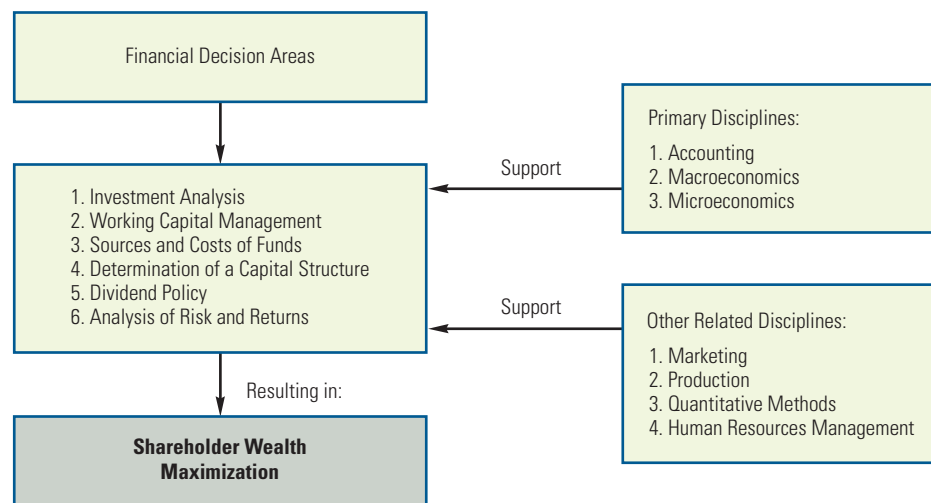 Financial Decision Areas
Primary Disciplines:
1. Accounting
2. Macroeconomics
3. Microeconomics
Support
1. Investment Analysis
2. Working Capital Management
3. Sources and Costs of Funds
4. Determination of a Capital Structure
5. Dividend Policy
6. Analysis of Risk and Returns
Support
Other Related Disciplines:
1. Marketing
2. Production
3. Quantitative Methods
4. Human Resources Management
Resulting in:
Shareholder Wealth
Maximization